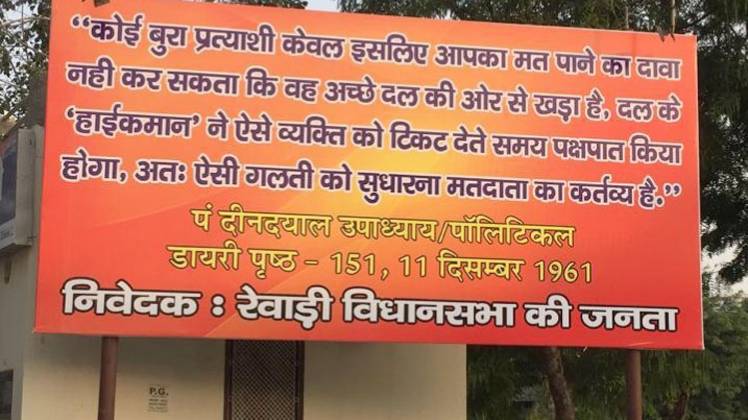 “कोई बुरा प्रत्याशी केवल इसलिए आपका मत पाने का दावा
नही कर सकता कि वह अच्छे दल की ओर से खड़ा है, दल के
‘हाईकमान’ ने ऐसे व्यक्ति को टिकट देते समय पक्षपात किया
होगा, अतः ऐसी गलती को सुधारना मतदाता का कर्तव्य है.”
पं दीनदयाल उपाध्याय/पॉलिटिकल
डायरी पृष्ठ – 151, 11 दिसम्बर 1961
निवेदक : रेवाड़ी विधानसभा की जनता
P.G.